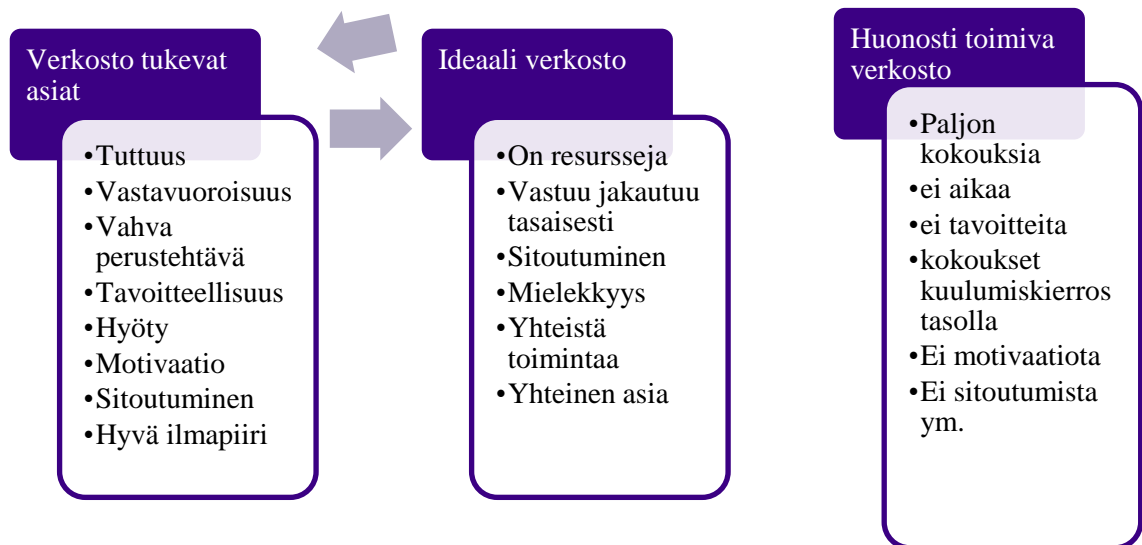 Verkosto tukevat
asiat
•Tuttuus
•Vastavuoroisuus
•Vahva
perustehtävä
•Tavoitteellisuus
•Hyöty
•Motivaatio
•Sitoutuminen
•Hyvä ilmapiiri
Ideaali verkosto
•On resursseja
•Vastuu jakautuu
tasaisesti
•Sitoutuminen
•Mielekkyys
•Yhteistä
toimintaa
•Yhteinen asia
Huonosti toimiva
verkosto
•Paljon
kokouksia
•ei aikaa
•ei tavoitteita
•kokoukset
kuulumiskierros
tasolla
•Ei motivaatiota
•Ei sitoutumista
ym.